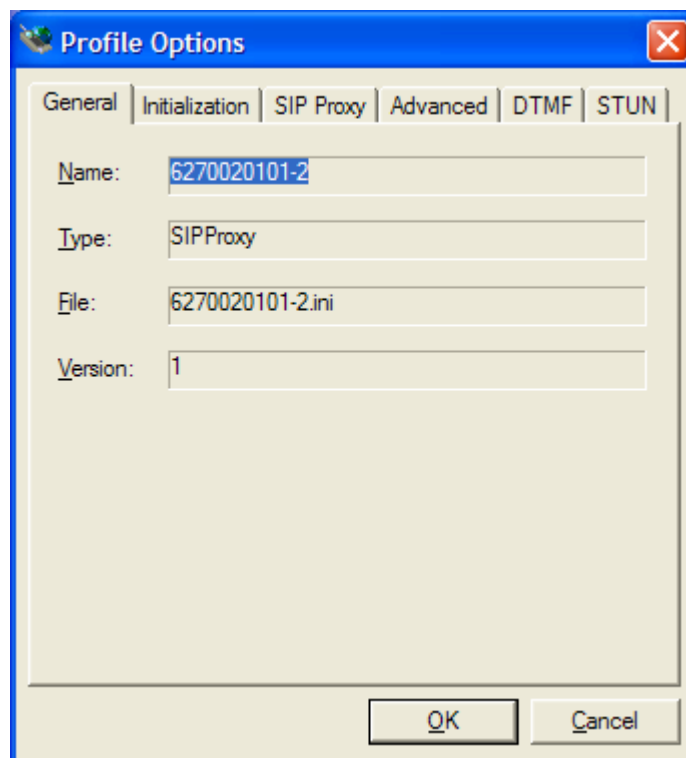 Profile Options
General Initialization SIP Proxy Advanced DTMF STUN
Name: 6270020101-2
Type: SIPProxy
File: 6270020101-2.ini
Version: 1
OK Cancel